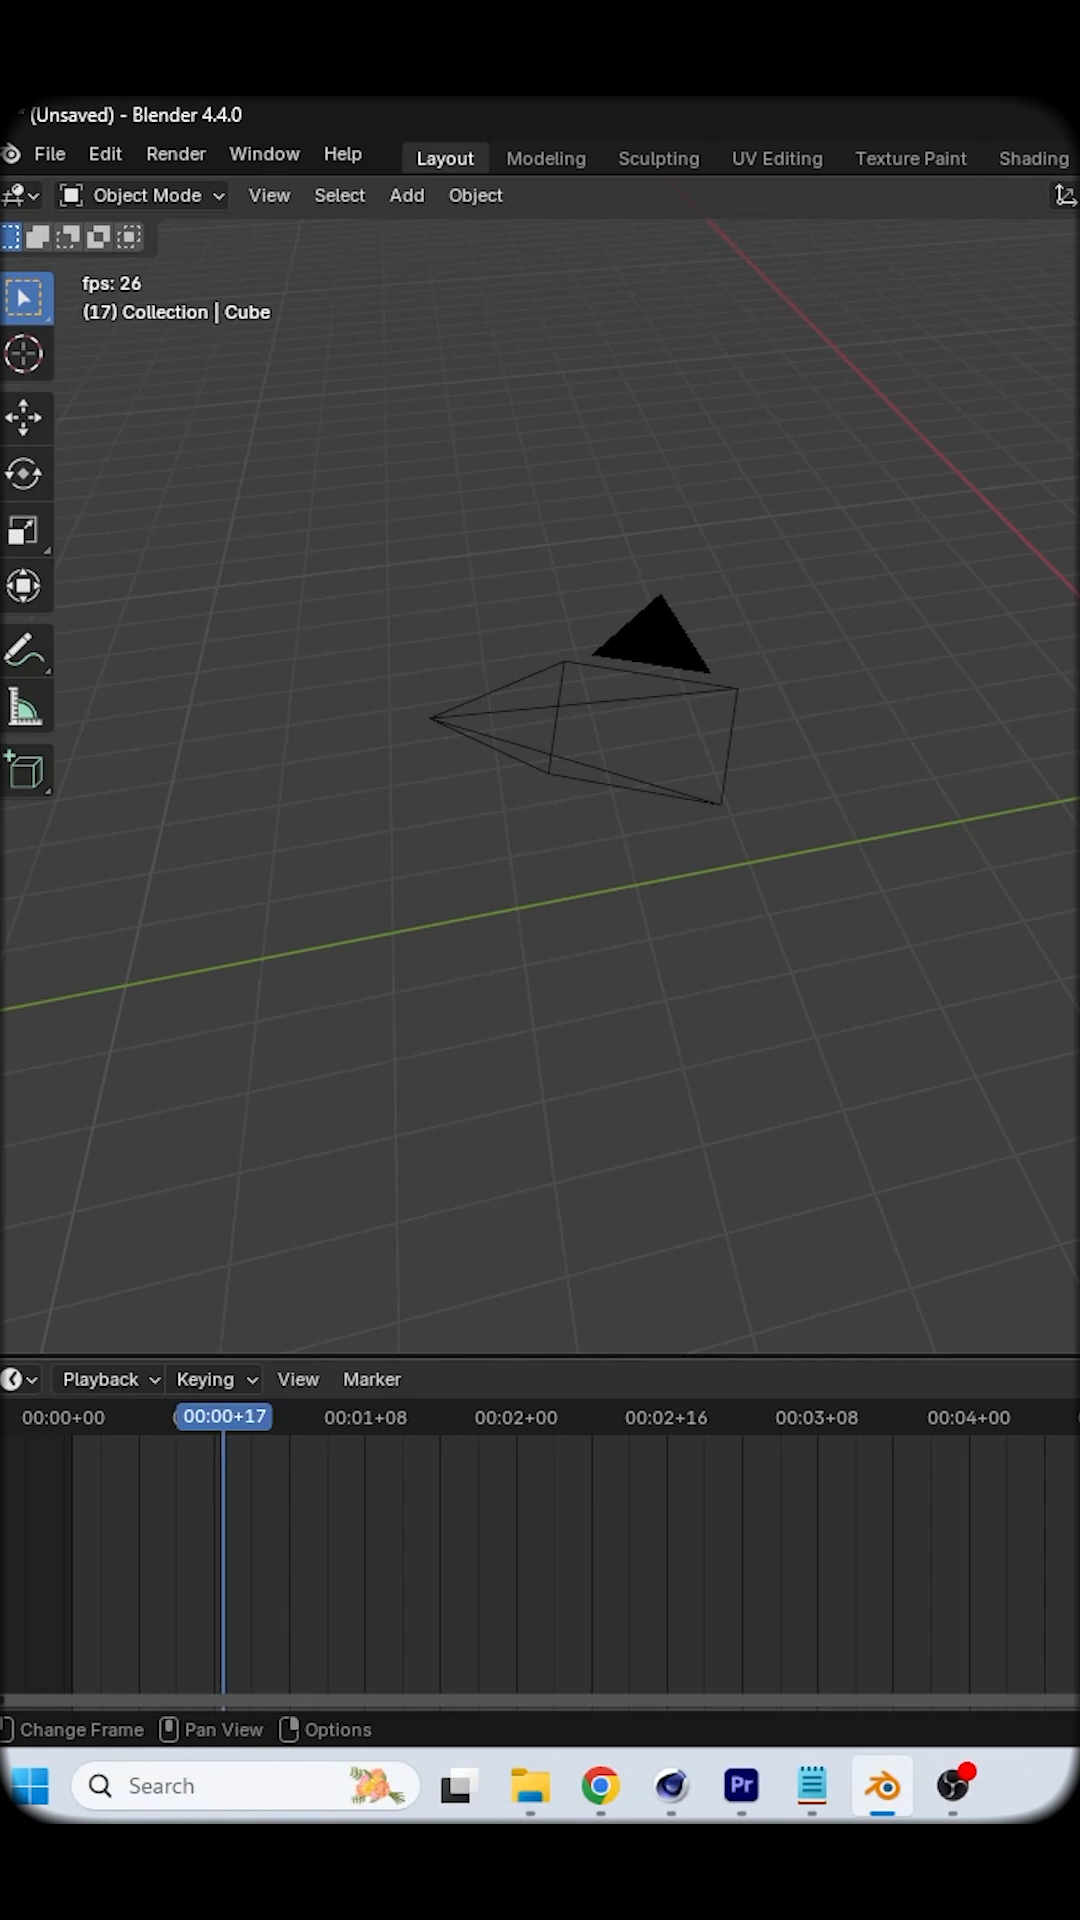 (Unsaved) - Blender 4.4.0
File Edit Render Window Help Layout Modeling Sculpting UV Editing Texture Paint Shading
Object Mode View Select Add Object
fps: 26
(17) Collection | Cube
Playback Keying View Marker
00:00+00 00:00+17 00:01+08 00:02+00 00:02+16 00:03+08 00:04+00
Change Frame Pan View Options
Search Pr